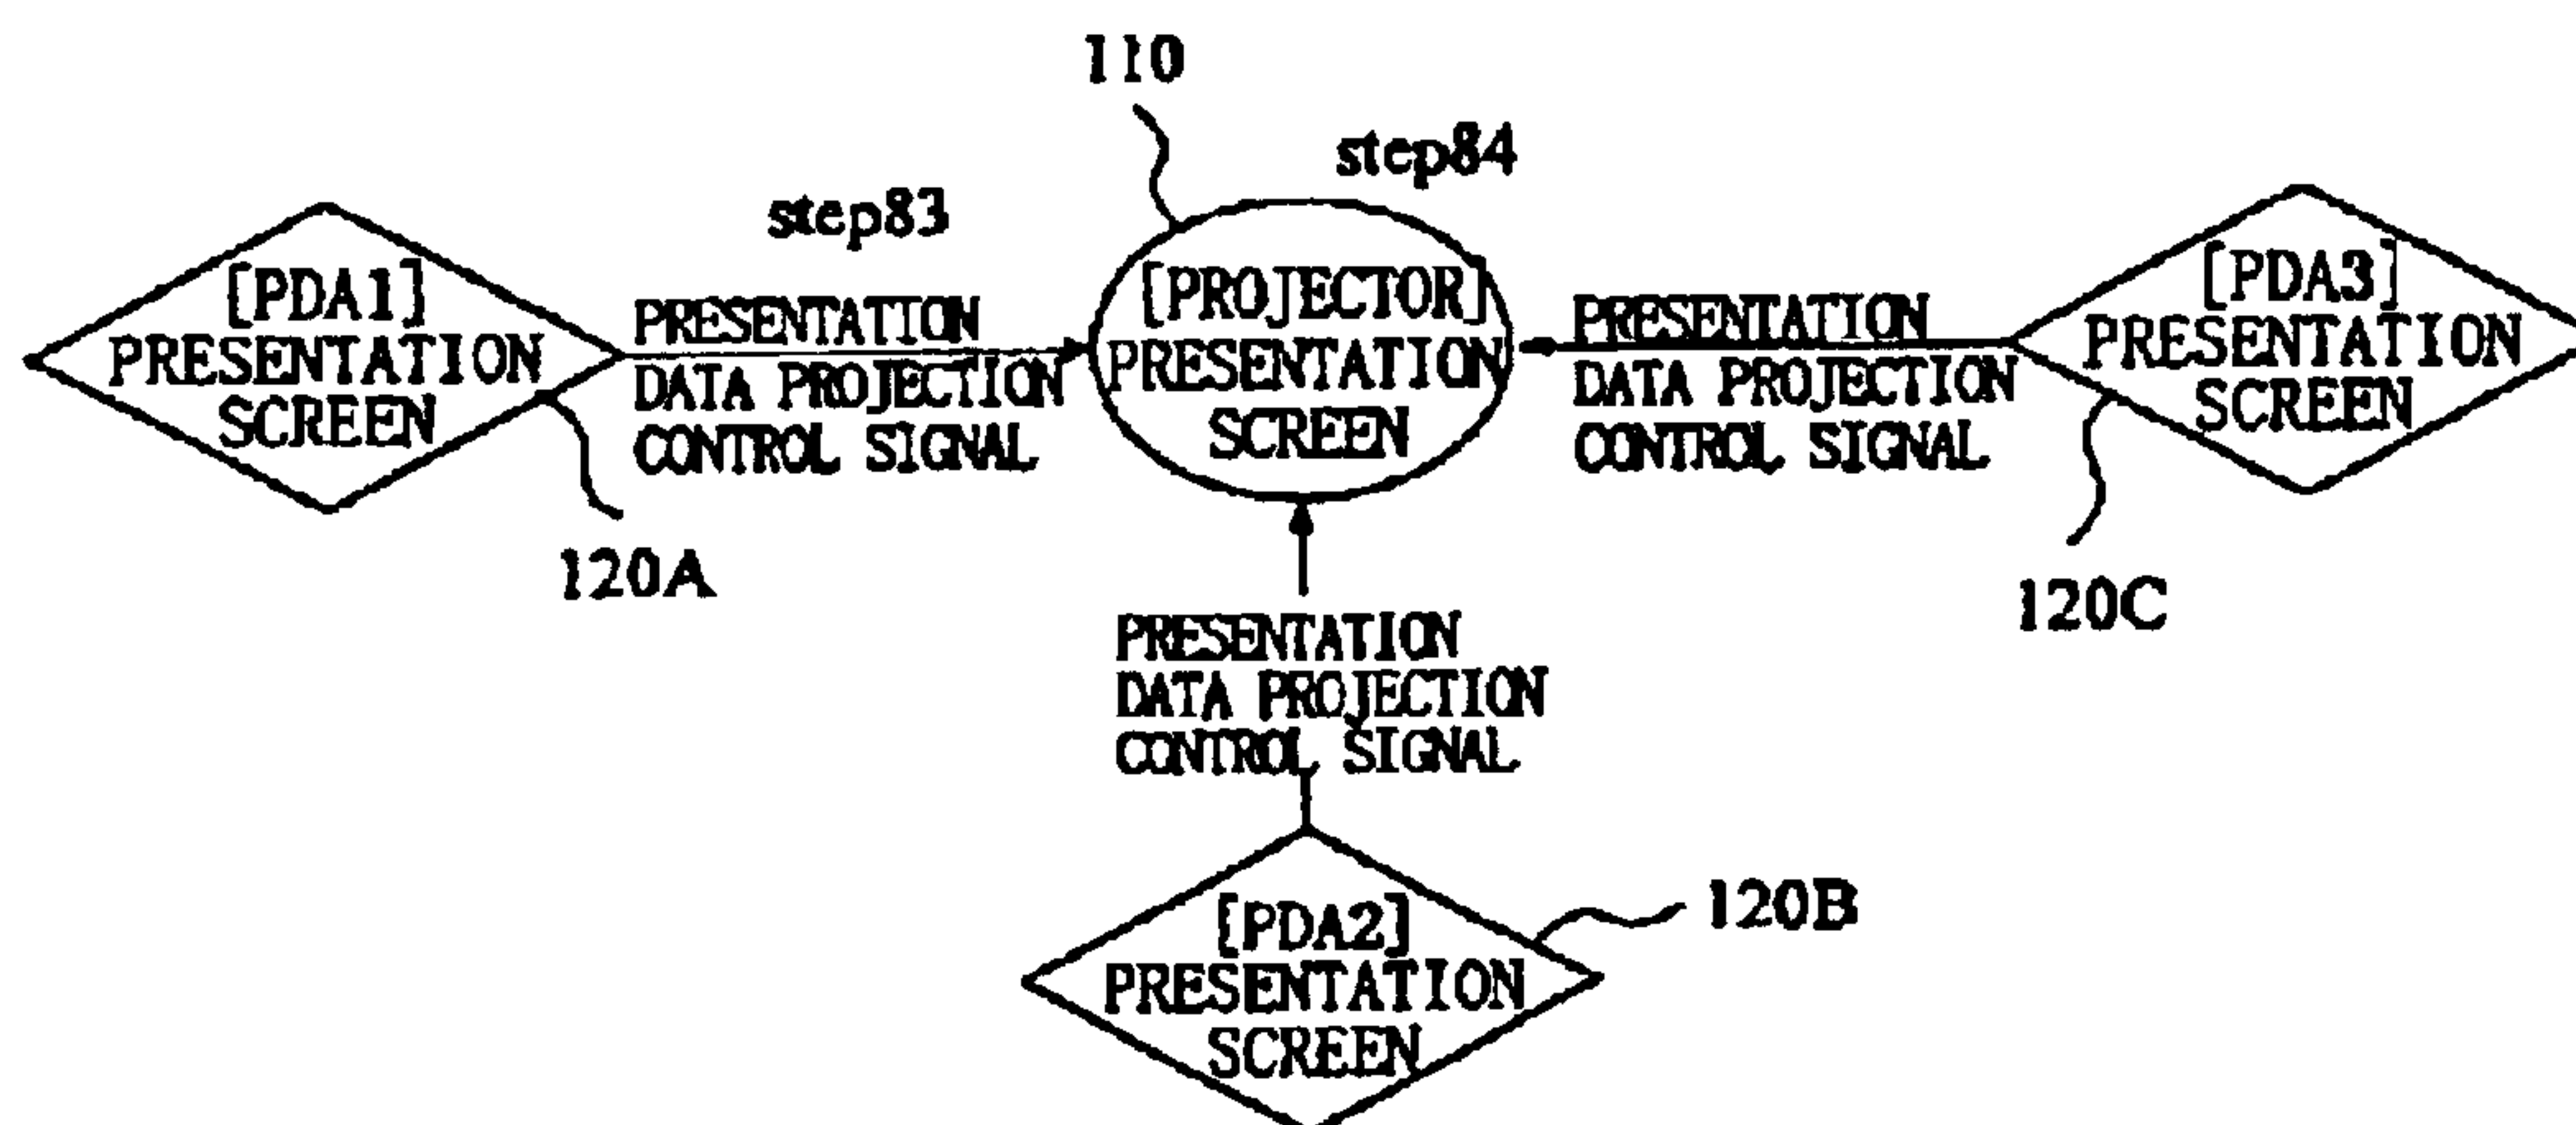 110
step84
step83
[PDA1]
PRESENTATION
SCREEN
120A
PRESENTATION
DATA PROJECTION
CONTROL SIGNAL
[PROJECTOR]
PRESENTATION
SCREEN
PRESENTATION
DATA PROJECTION
CONTROL SIGNAL
[PDA3]
PRESENTATION
SCREEN
120C
PRESENTATION
DATA PROJECTION
CONTROL SIGNAL
[PDA2]
PRESENTATION
SCREEN
120B